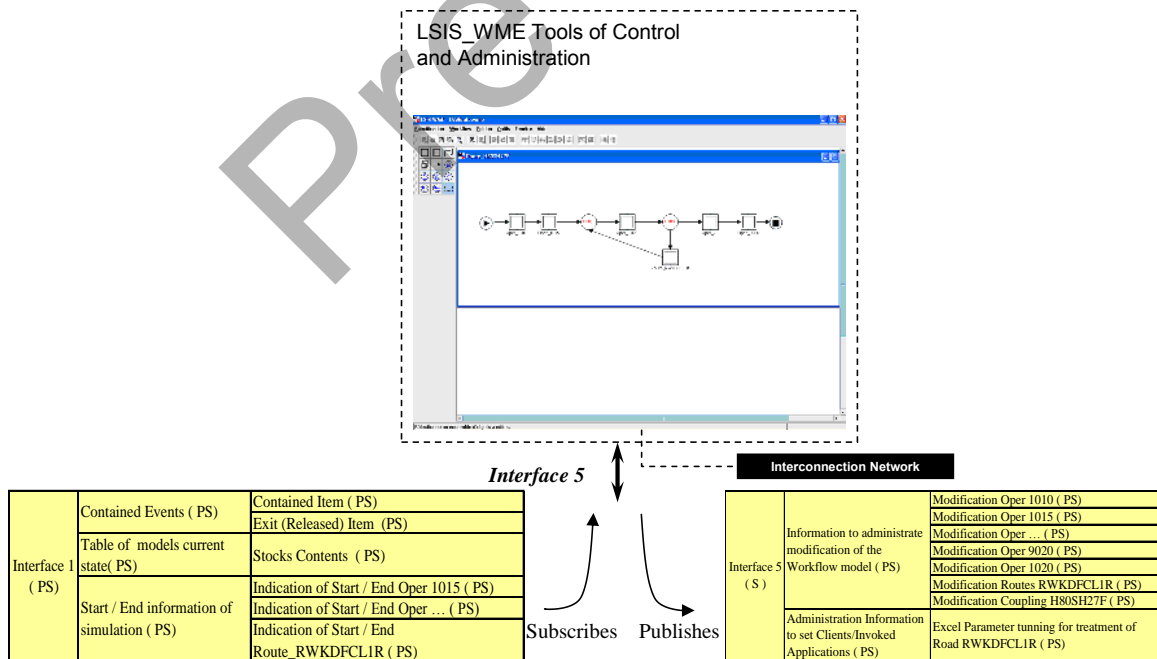 Pre
LSIS_WME Tools of Control
and Administration
Interface 5
Interconnection Network
Interface 1
( PS)
Contained Events ( PS)
Contained Item ( PS)
Exit (Released) Item (PS)
Table of models current
state( PS)
Stocks Contents ( PS)
Start / End information of
simulation ( PS)
Indication of Start / End Oper 1015 ( PS)
Indication of Start / End Oper … ( PS)
Indication of Start / End
Route_RWKDFCL1R ( PS)
Subscribes
Publishes
Interface 5
( S )
Information to administrate
modification of the
Workflow model ( PS)
Modification Oper 1010 ( PS)
Modification Oper 1015 ( PS)
Modification Oper … ( PS)
Modification Oper 9020 ( PS)
Modification Oper 1020 ( PS)
Modification Routes RWKDFCL1R ( PS)
Modification Coupling H80SH27F ( PS)
Administration Information
to set Clients/Invoked
Applications ( PS)
Excel Parameter tunning for treatment of
Road RWKDFCL1R ( PS)